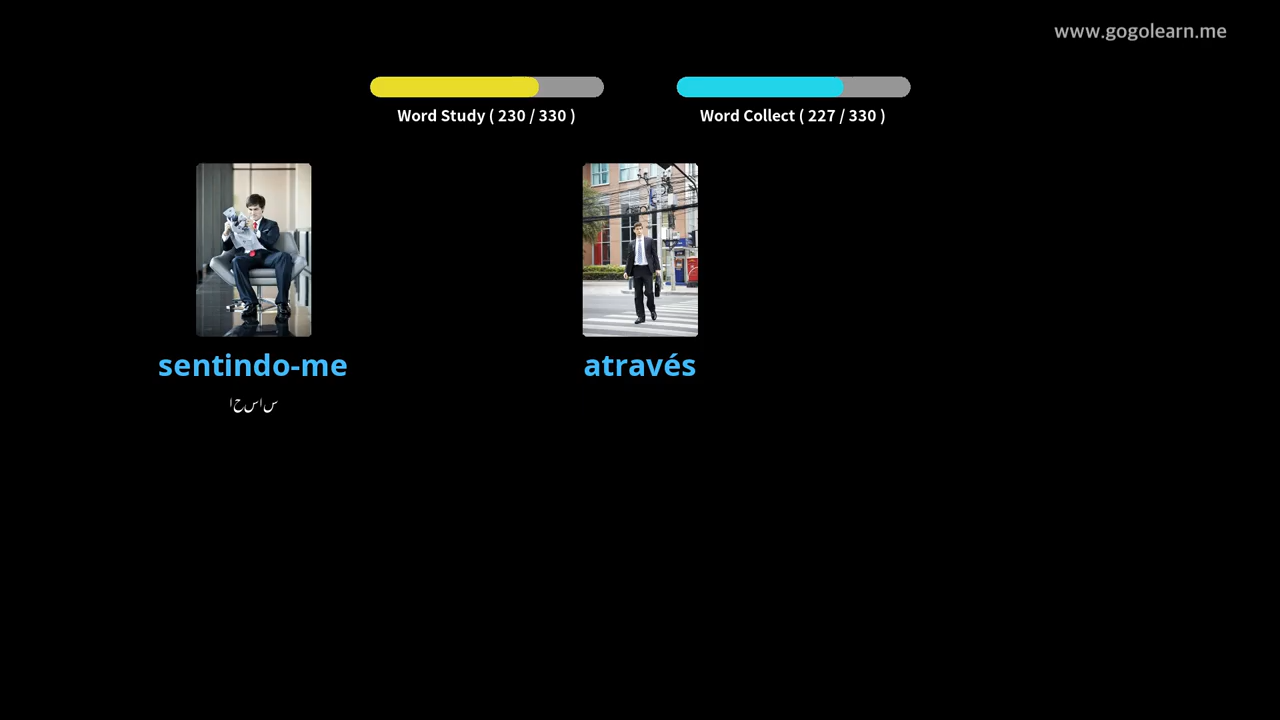 www.gogolearn.me
Word Study ( 230 / 330 )
Word Collect ( 227 / 330 )
sentindo-me
através
احساس